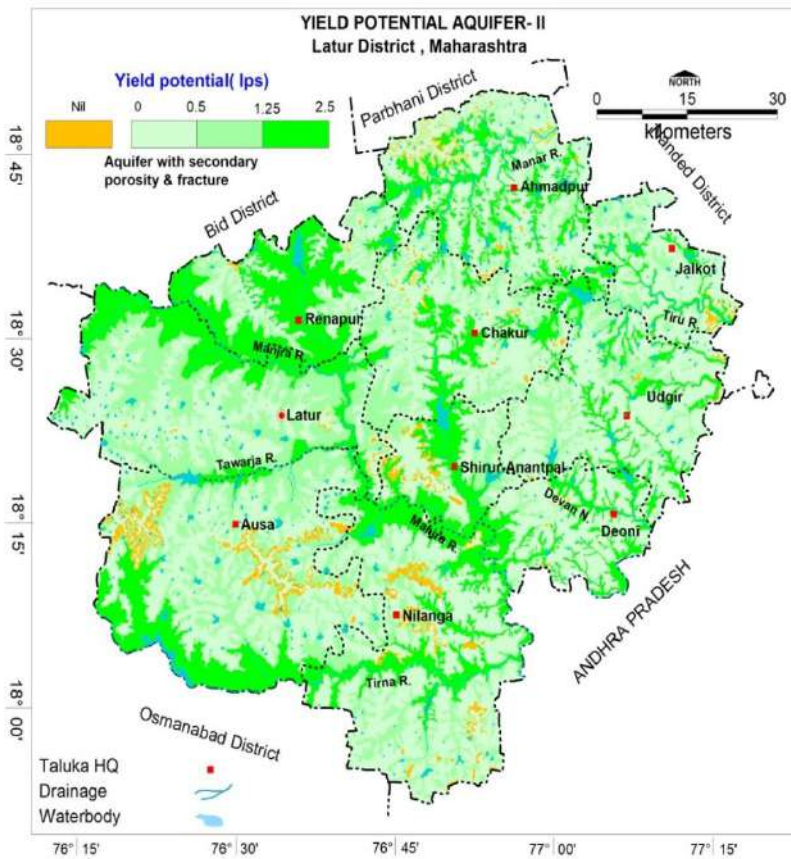 YIELD POTENTIAL AQUIFER- II
Latur District , Maharashtra
Yield potential( lps)
Nil
0 0.5 1.25 2.5
Aquifer with secondary
porosity & fracture
NORTH
0 15 30
kilometers
Parbhani District
Nanded District
Bid District
Manar R.
Ahmadpur
Jalkot
Tiru R.
Renapur
Chakur
Manjra R.
Udgir
Latur
Tawarja R.
Shirur-Anantpal
Devan N.
Deoni
Ausa
Nilanga
Tirna R.
ANDHRA PRADESH
Osmanabad District
Taluka HQ
Drainage
Waterbody
18° 45'
18° 30'
18° 15'
18° 00'
76° 15' 76° 30' 76° 45' 77° 00' 77° 15'